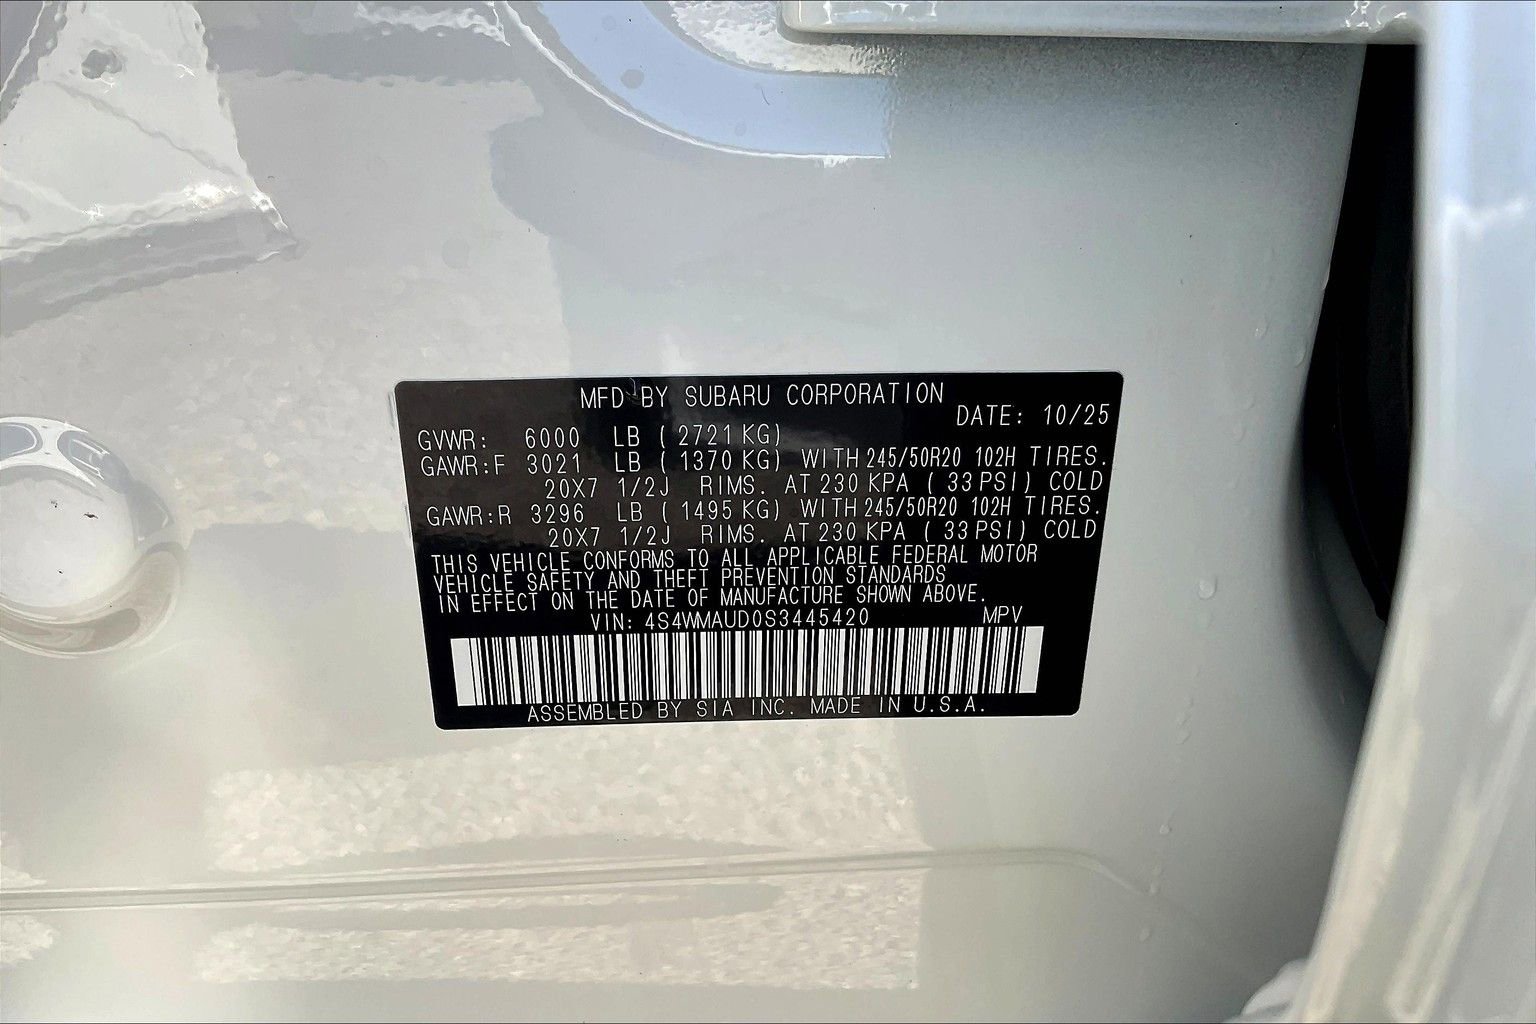 MFD BY SUBARU CORPORATION
DATE: 10/25
GVWR: 6000 LB ( 2721 KG)
GAWR:F 3021 LB ( 1370 KG) WITH 245/50R20 102H TIRES.
20X7 1/2J RIMS. AT 230 KPA ( 33 PSI) COLD
GAWR:R 3296 LB ( 1495 KG) WITH 245/50R20 102H TIRES.
20X7 1/2J RIMS. AT 230 KPA ( 33 PSI) COLD
THIS VEHICLE CONFORMS TO ALL APPLICABLE FEDERAL MOTOR
VEHICLE SAFETY AND THEFT PREVENTION STANDARDS
IN EFFECT ON THE DATE OF MANUFACTURE SHOWN ABOVE.
VIN: 4S4WMAUD0S3445420 MPV
ASSEMBLED BY SIA INC. MADE IN U.S.A.